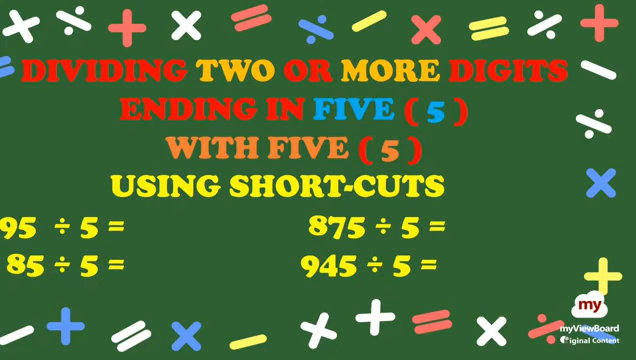 DIVIDING TWO OR MORE DIGITS
ENDING IN FIVE ( 5 )
WITH FIVE ( 5 )
USING SHORT-CUTS
95 ÷ 5 =
875 ÷ 5 =
85 ÷ 5 =
945 ÷ 5 =
my
myViewBoard
Original Content